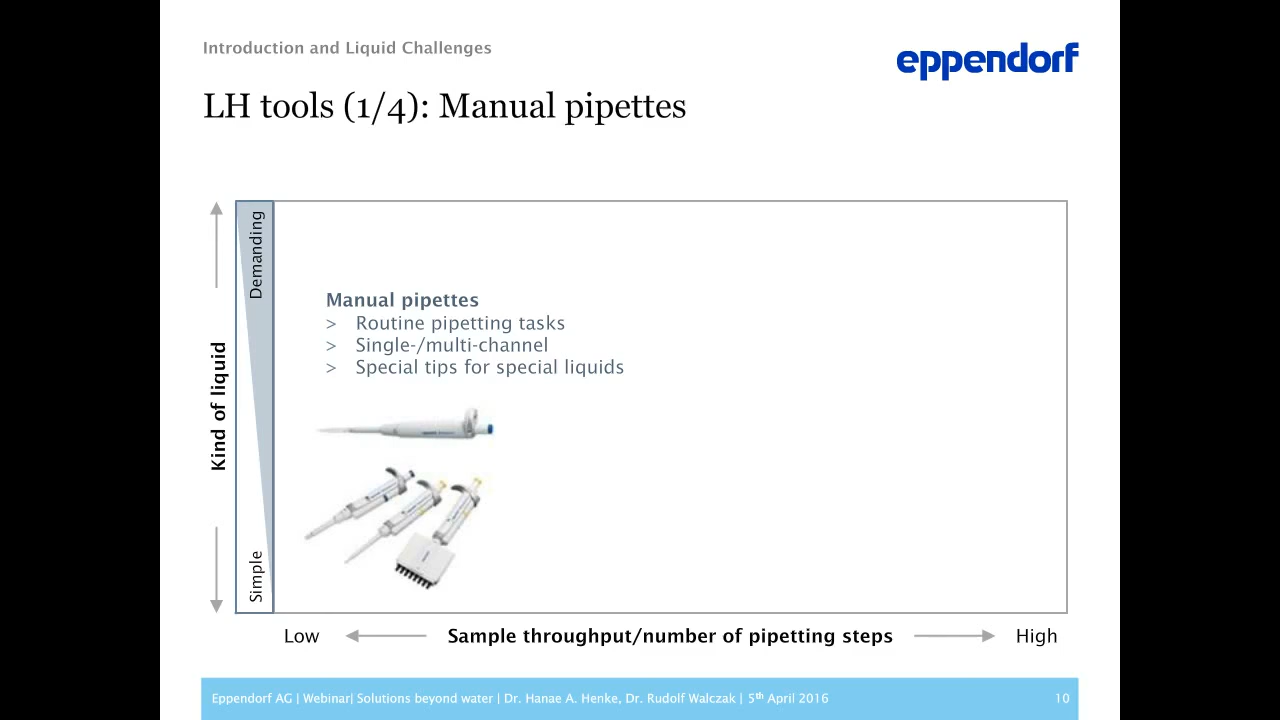 Introduction and Liquid Challenges
eppendorf
LH tools (1/4): Manual pipettes
Demanding
Manual pipettes
> Routine pipetting tasks
> Single-/multi-channel
> Special tips for special liquids
Kind of liquid
Simple
Low
Sample throughput/number of pipetting steps
High
Eppendorf AG | Webinar| Solutions beyond water | Dr. Hanae A. Henke, Dr. Rudolf Walczak | 5th April 2016
10